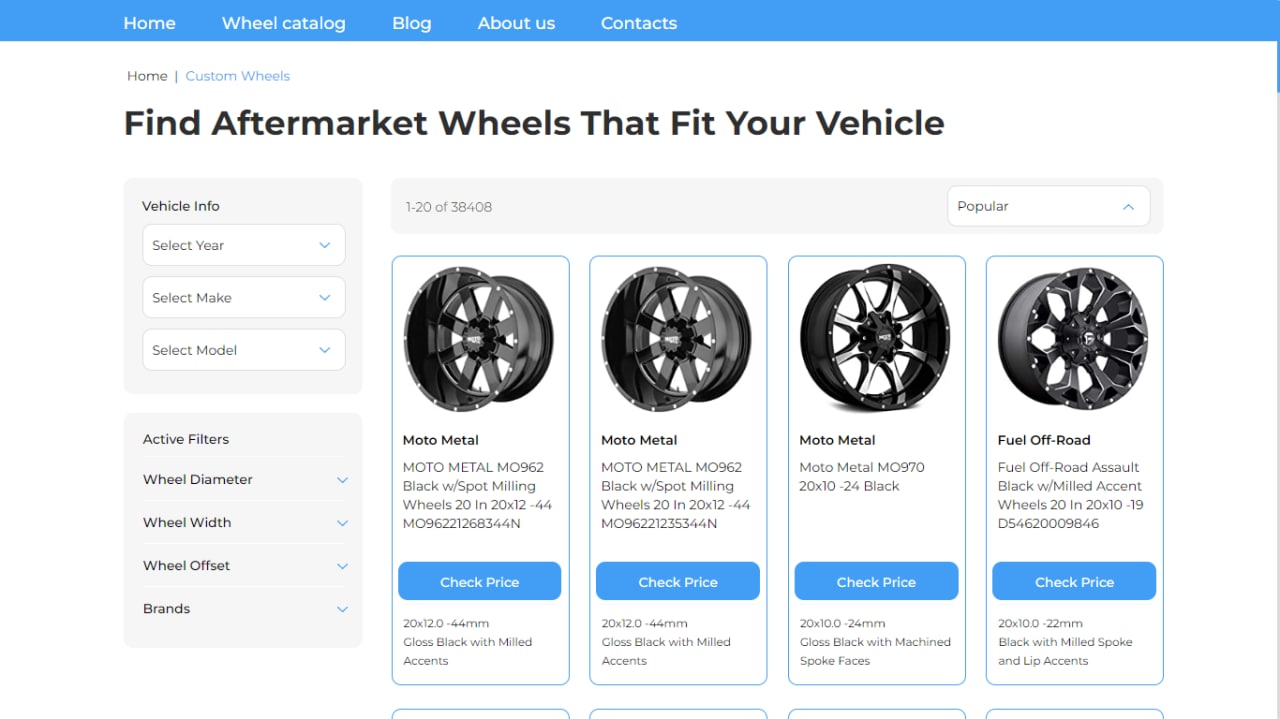 Home Wheel catalog Blog About us Contacts
Home | Custom Wheels
Find Aftermarket Wheels That Fit Your Vehicle
Vehicle Info
Select Year
Select Make
Select Model
Active Filters
Wheel Diameter
Wheel Width
Wheel Offset
Brands
1-20 of 38408
Popular
Moto Metal
MOTO METAL MO962
Black w/Spot Milling
Wheels 20 In 20x12 -44
MO96221268344N
Check Price
20x12.0 -44mm
Gloss Black with Milled
Accents
Moto Metal
MOTO METAL MO962
Black w/Spot Milling
Wheels 20 In 20x12 -44
MO96221235344N
Check Price
20x12.0 -44mm
Gloss Black with Milled
Accents
Moto Metal
Moto Metal MO970
20x10 -24 Black
Check Price
20x10.0 -24mm
Gloss Black with Machined
Spoke Faces
Fuel Off-Road
Fuel Off-Road Assault
Black w/Milled Accent
Wheels 20 In 20x10 -19
D54620009846
Check Price
20x10.0 -22mm
Black with Milled Spoke
and Lip Accents